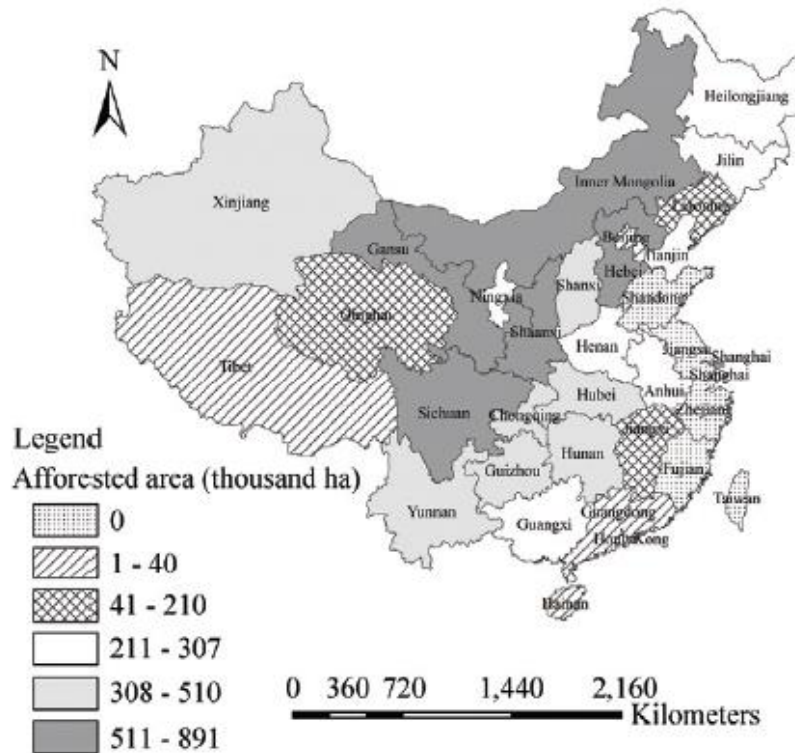 N
Heilongjiang
Jilin
Inner Mongolia
Liaoning
Xinjiang
Beijing
Tianjin
Gansu
Hebei
Ningxia
Shanxi
Shandong
Qinghai
Shaanxi
Henan
Jiangsu
Shanghai
Shanghai
Tibet
Anhui
Hubei
Zhejiang
Sichuan
Chongqing
Jiangxi
Hunan
Guizhou
Fujian
Yunnan
Guangxi
Guangdong
Taiwan
Hong Kong
Hainan
Legend
Afforested area (thousand ha)
0
1 - 40
41 - 210
211 - 307
308 - 510
511 - 891
0 360 720 1,440 2,160
Kilometers